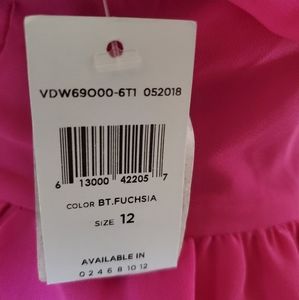 VDW69O00-6T1 052018
6 13000 42205 7
COLOR BT.FUCHSIA
SIZE 12
AVAILABLE IN
0 2 4 6 8 10 12